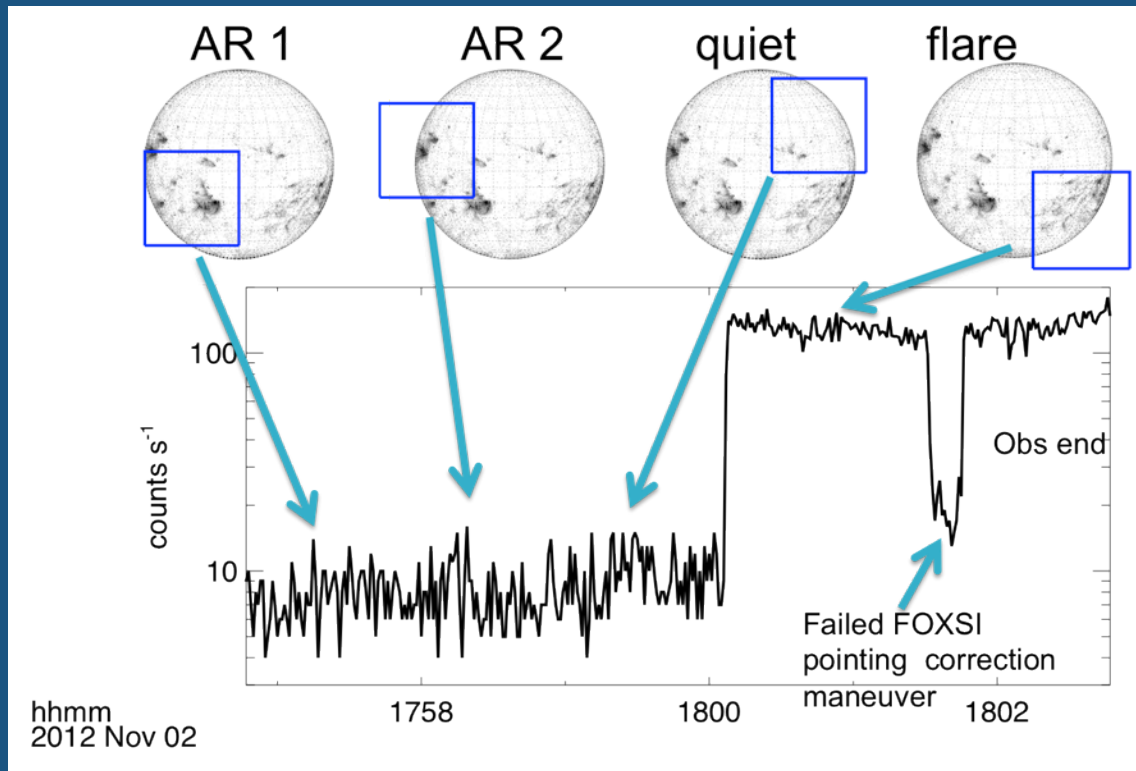 AR 1
AR 2
quiet
flare
100
10
counts s⁻¹
Obs end
Failed FOXSI
pointing correction
maneuver
1758
1800
1802
hhmm
2012 Nov 02